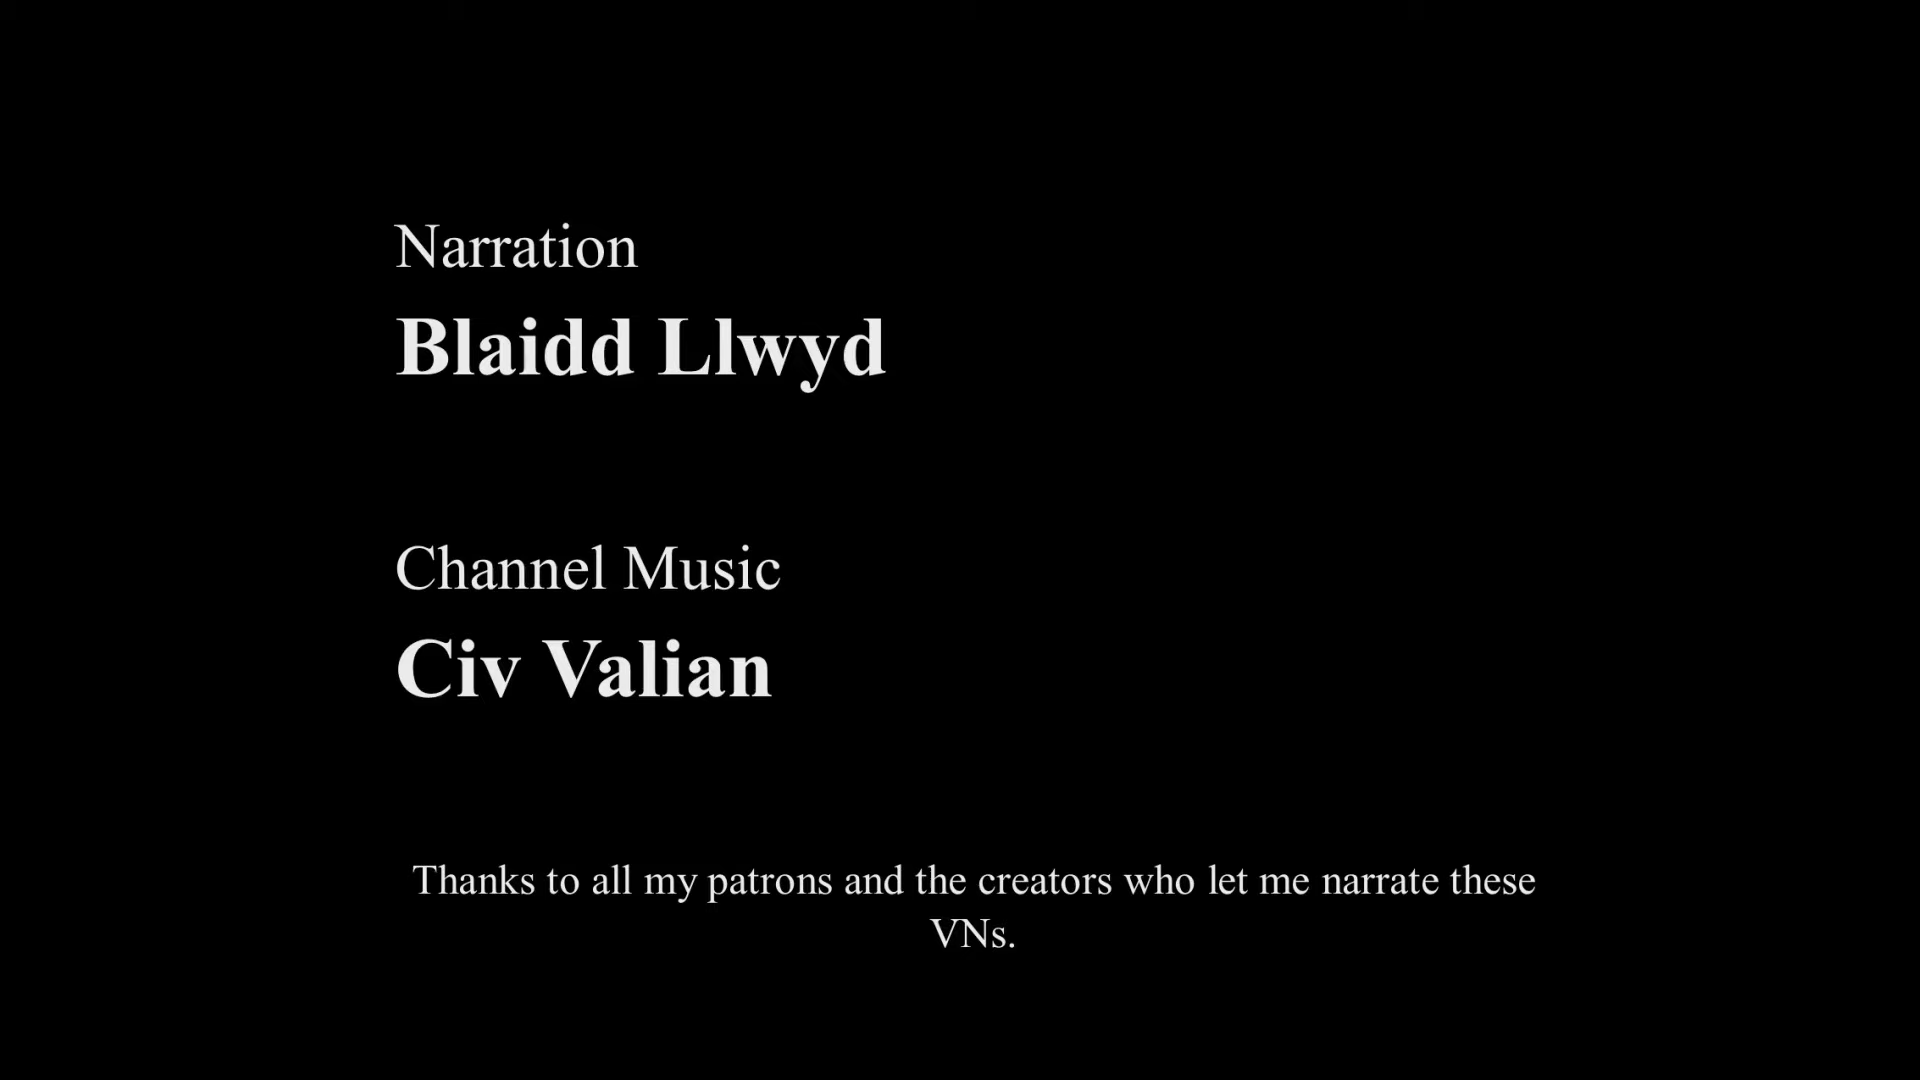 Narration
Blaidd Llwyd
Channel Music
Civ Valian
Thanks to all my patrons and the creators who let me narrate these
VNs.